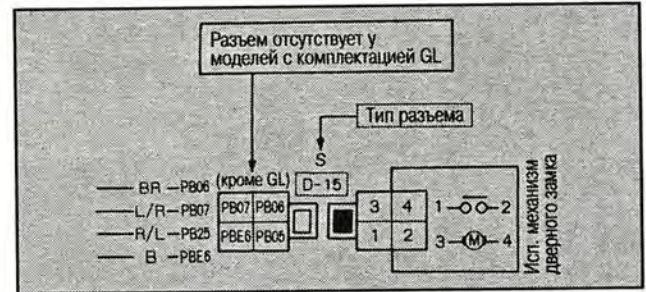 Разъем отсутствует у
моделей с комплектацией GL
Тип разъема
S
(кроме GL) D-15
BR -PB06
L/R-PB07
R/L-PB25
B -PBE6
PB07 PB06
PBE6 PB05
3 4
1 2
1 2
3 M 4
Исп. механизм
дверного замка